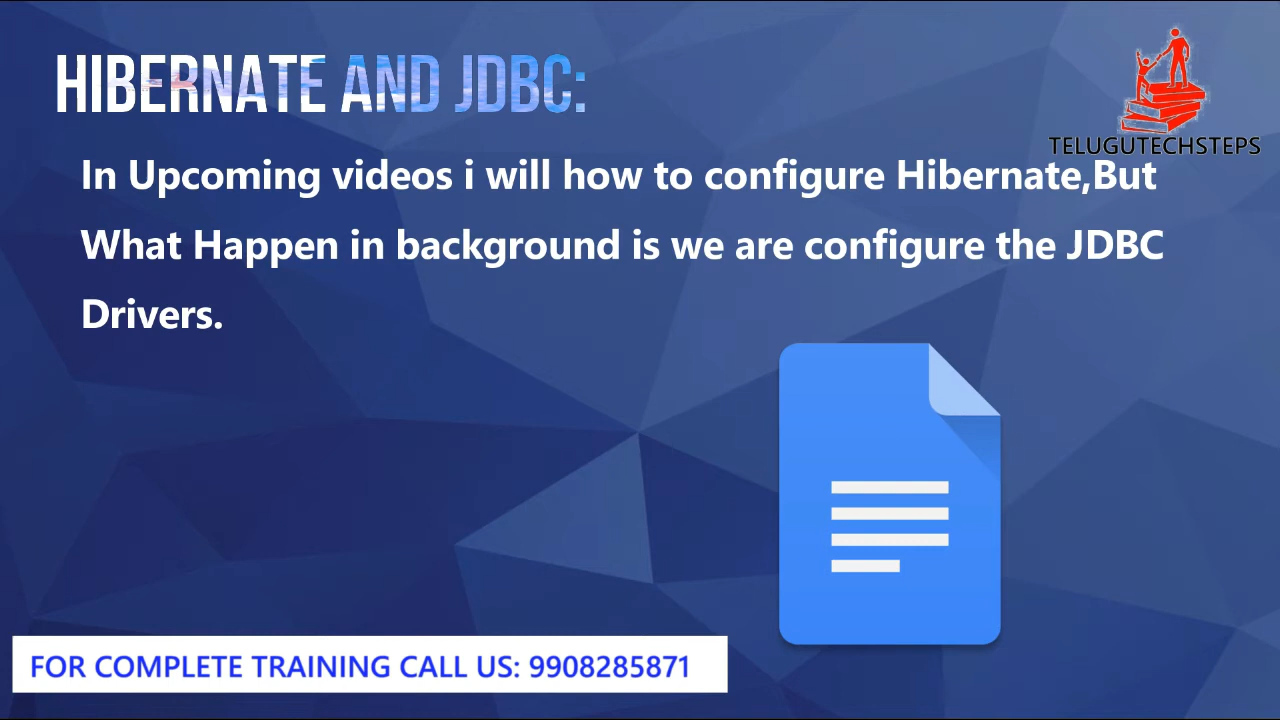 HIBERNATE AND JDBC:
TELUGUTECHSTEPS
In Upcoming videos i will how to configure Hibernate,But
What Happen in background is we are configure the JDBC
Drivers.
FOR COMPLETE TRAINING CALL US: 9908285871